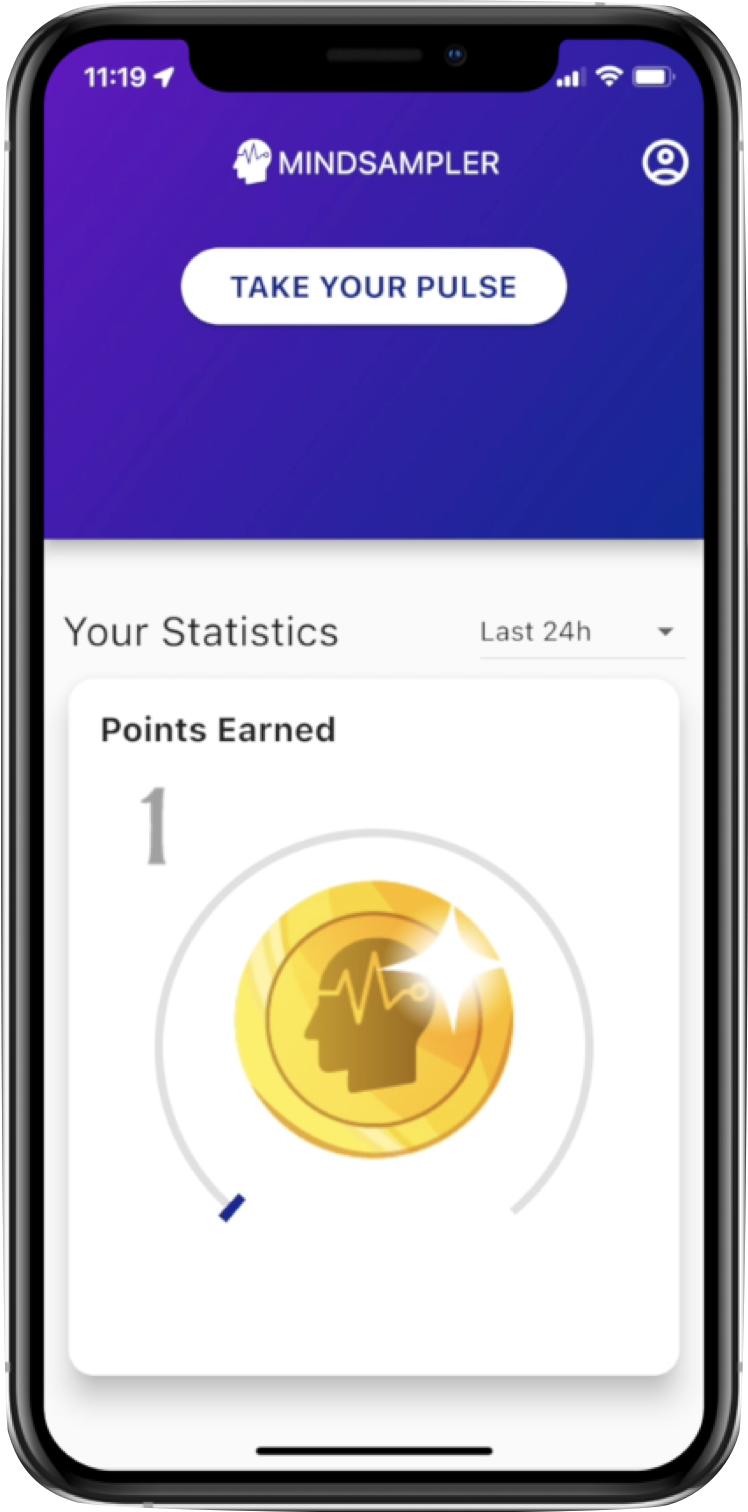 11:19
MINDSAMPLER
TAKE YOUR PULSE
Your Statistics
Last 24h
Points Earned
1